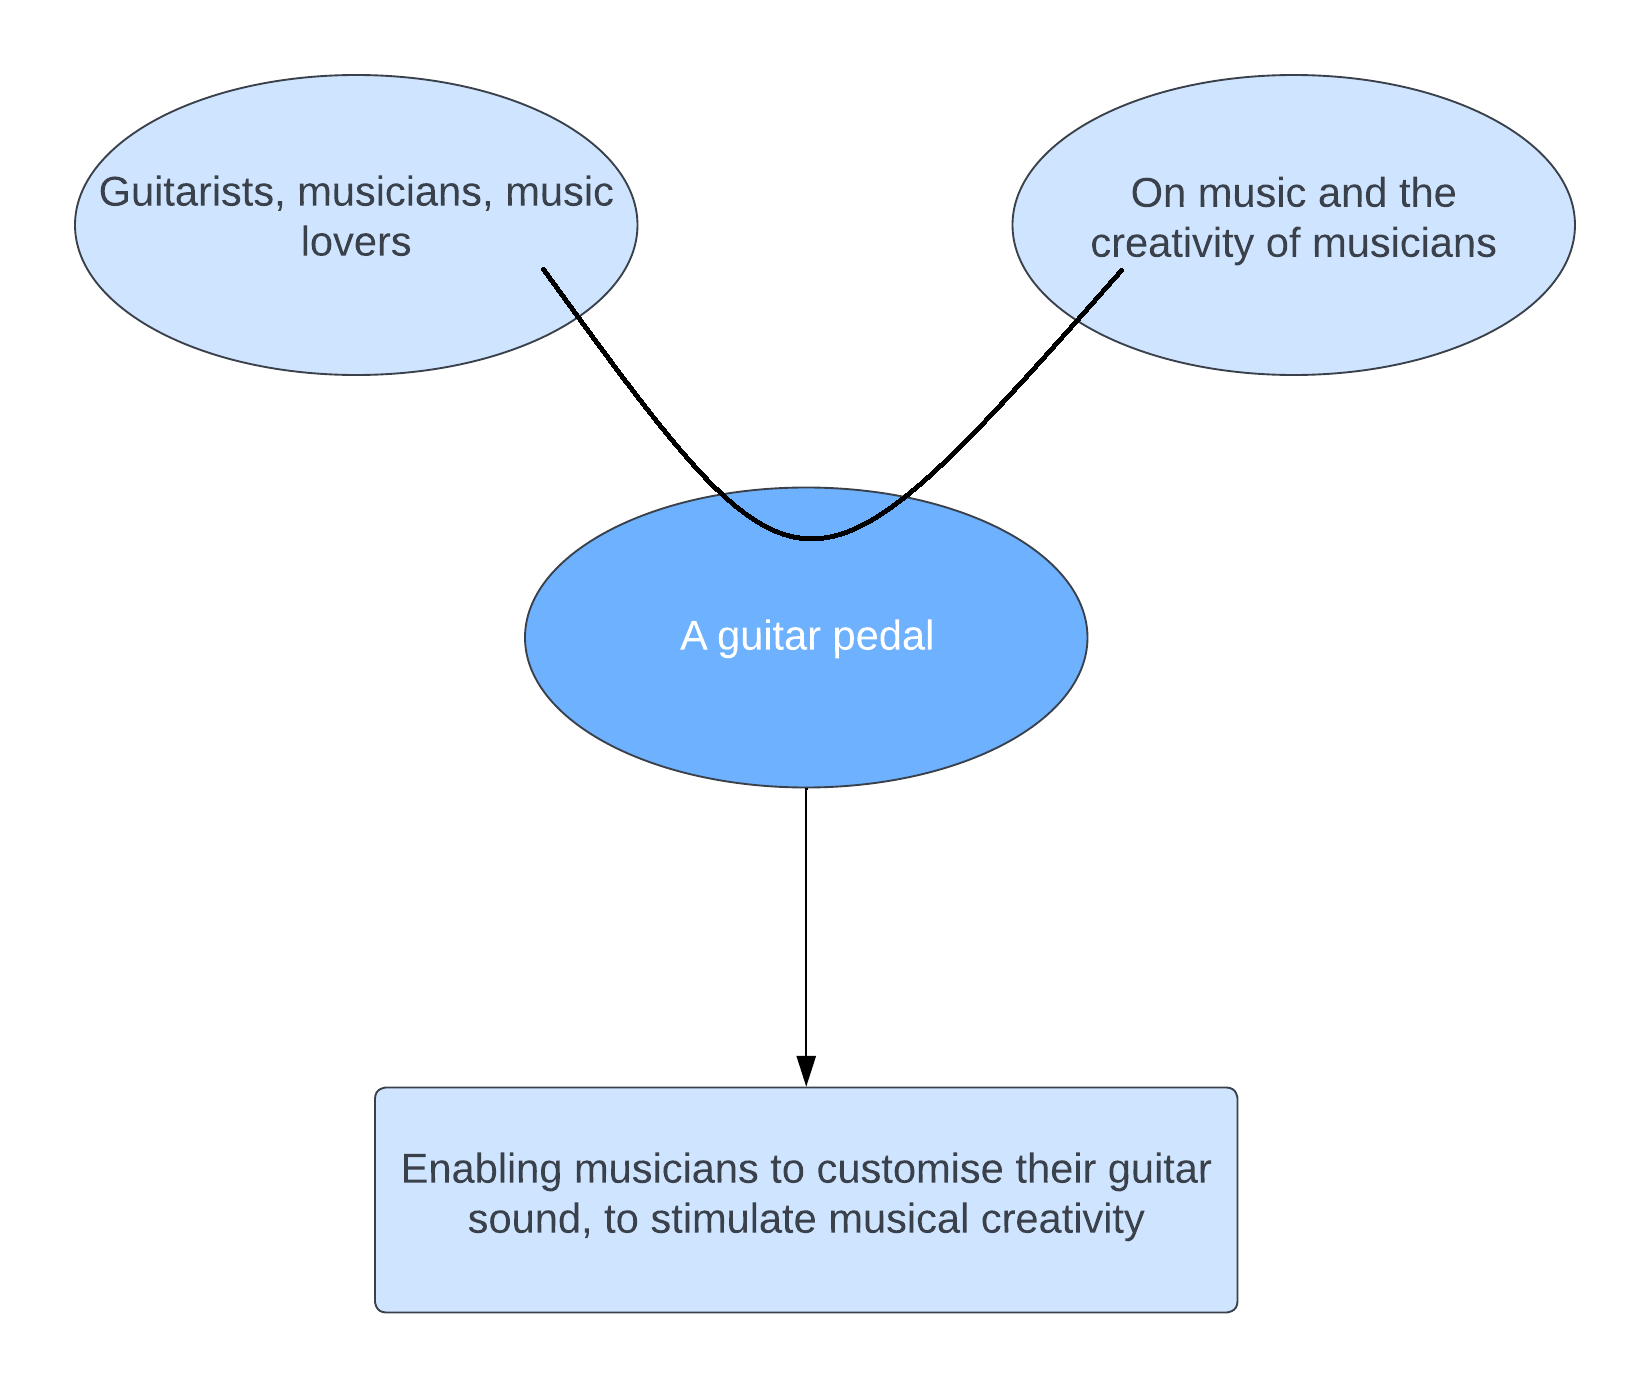 Guitarists, musicians, music
lovers
On music and the
creativity of musicians
A guitar pedal
Enabling musicians to customise their guitar
sound, to stimulate musical creativity